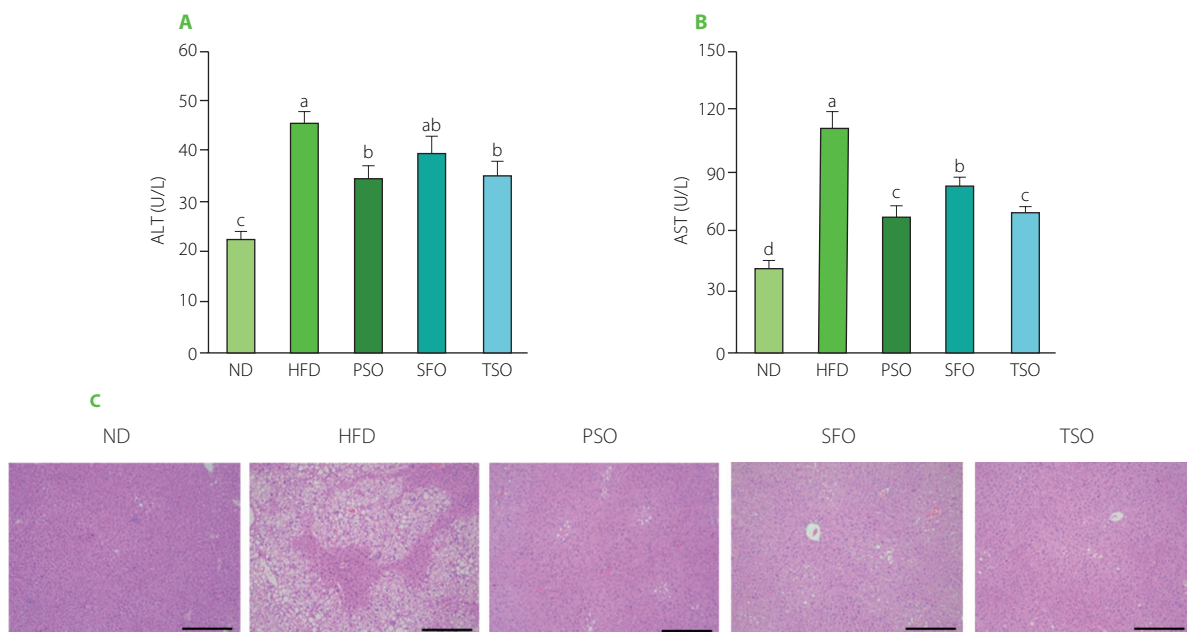 A
ALT (U/L)
60
50
40
30
20
10
0
c
a
b
ab
b
ND HFD PSO SFO TSO
B
AST (U/L)
150
120
90
60
30
0
d
a
c
b
c
ND HFD PSO SFO TSO
C
ND HFD PSO SFO TSO